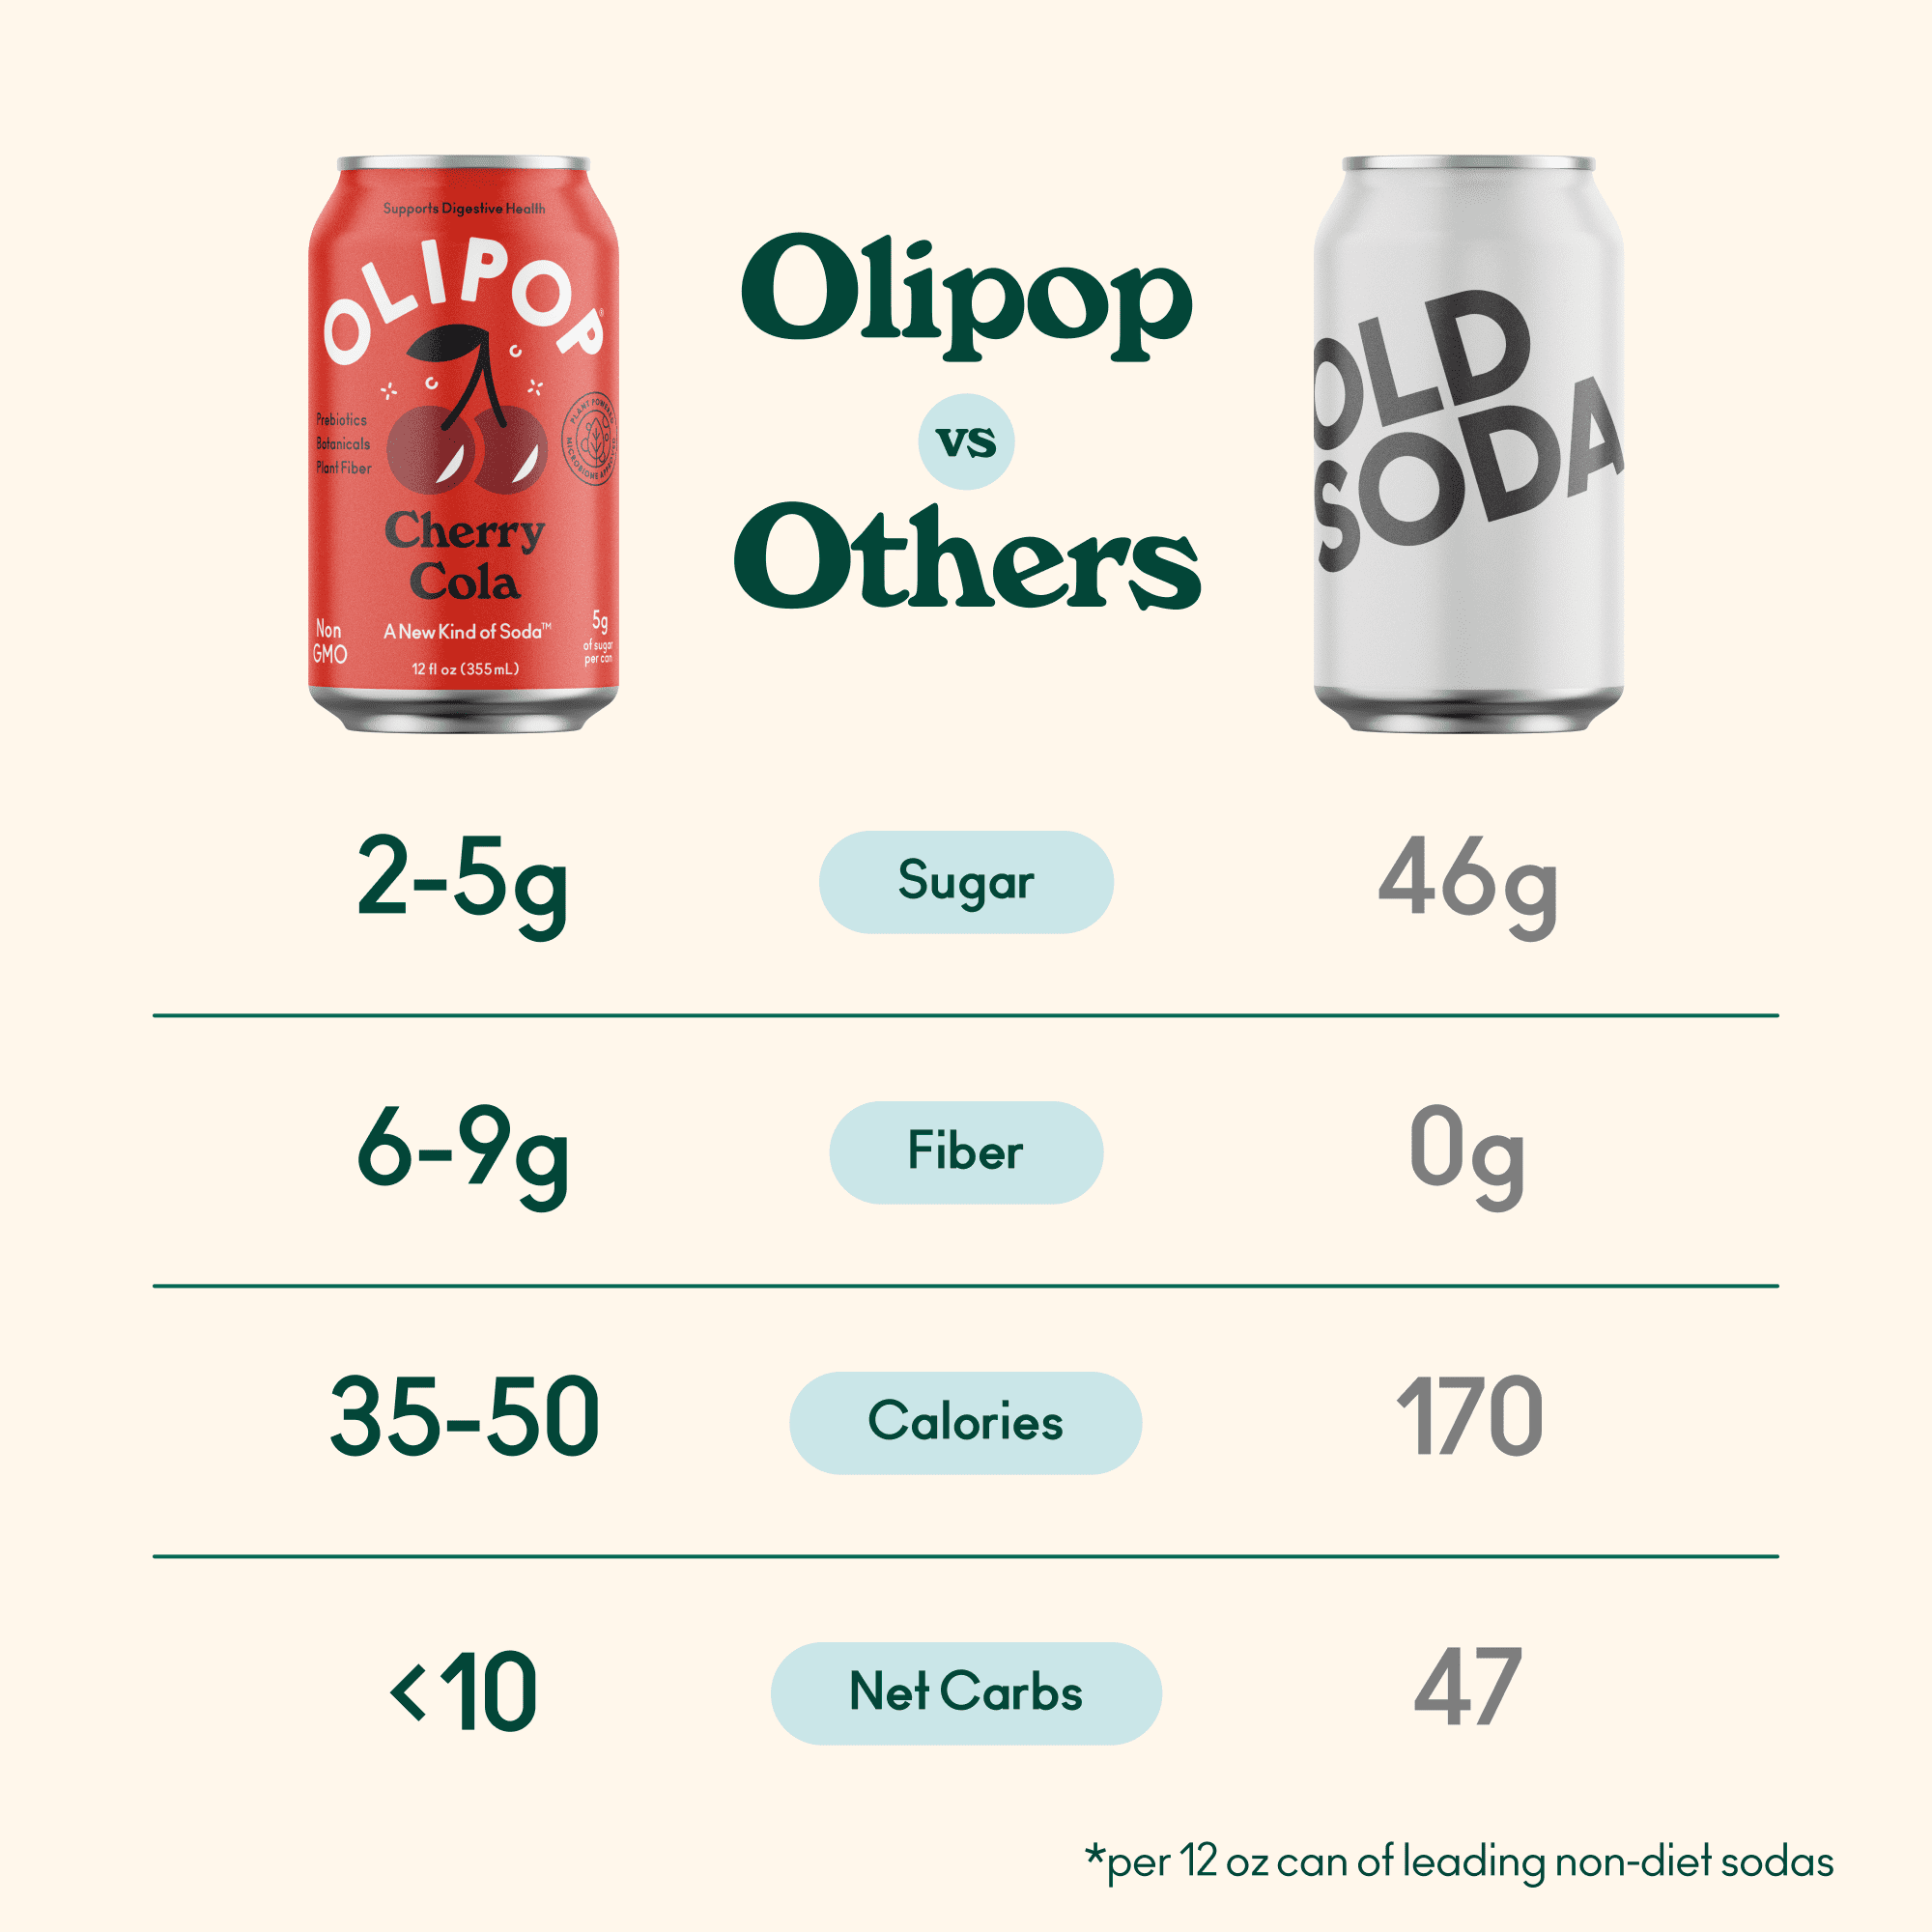 Supports Digestive Health
OLIPOP®
Prebiotics
Botanicals
Plant Fiber
PLANT POWERED
MICROBIOME APPROVED
Cherry
Cola
Non
GMO
A New Kind of Soda™
12 fl oz (355mL)
5g
of sugar
per can
Olipop
vs
Others
OLD
SODA
2-5g Sugar 46g
6-9g Fiber 0g
35-50 Calories 170
<10 Net Carbs 47
*per 12 oz can of leading non-diet sodas